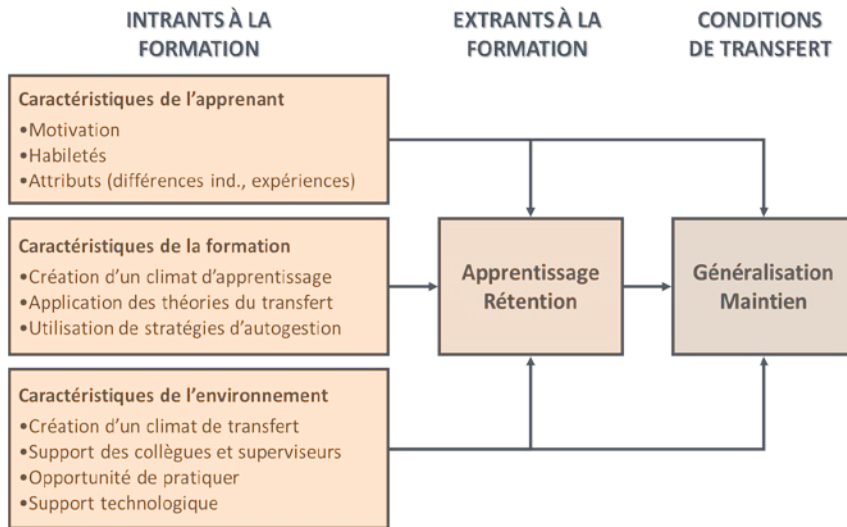 INTRANTS À LA
FORMATION
EXTRANTS À LA
FORMATION
CONDITIONS
DE TRANSFERT
Caractéristiques de l'apprenant
•Motivation
•Habiletés
•Attributs (différences ind., expériences)
Caractéristiques de la formation
•Création d'un climat d'apprentissage
•Application des théories du transfert
•Utilisation de stratégies d'autogestion
Caractéristiques de l'environnement
•Création d'un climat de transfert
•Support des collègues et superviseurs
•Opportunité de pratiquer
•Support technologique
Apprentissage
Rétention
Généralisation
Maintien